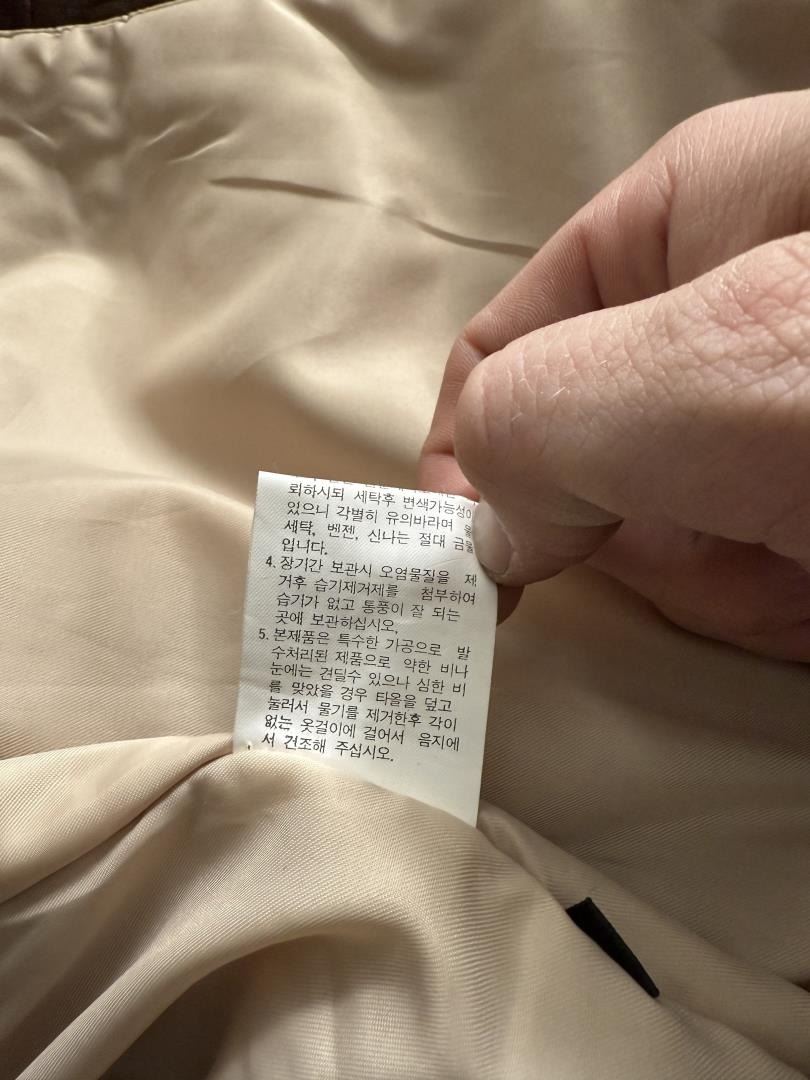 뢰하시되 세탁후 변색가능성이
있으니 각별히 유의바라며 물
세탁, 벤젠, 신나는 절대 금물
입니다.
4. 장기간 보관시 오염물질을 제
거후 습기제거제를 첨부하여
습기가 없고 통풍이 잘 되는
곳에 보관하십시오.
5. 본제품은 특수한 가공으로 발
수처리된 제품으로 약한 비나
눈에는 견딜수 있으나 심한 비
를 맞았을 경우 타올을 덮고
눌러서 물기를 제거한후 각이
없는 옷걸이에 걸어서 음지에
서 건조해 주십시오.